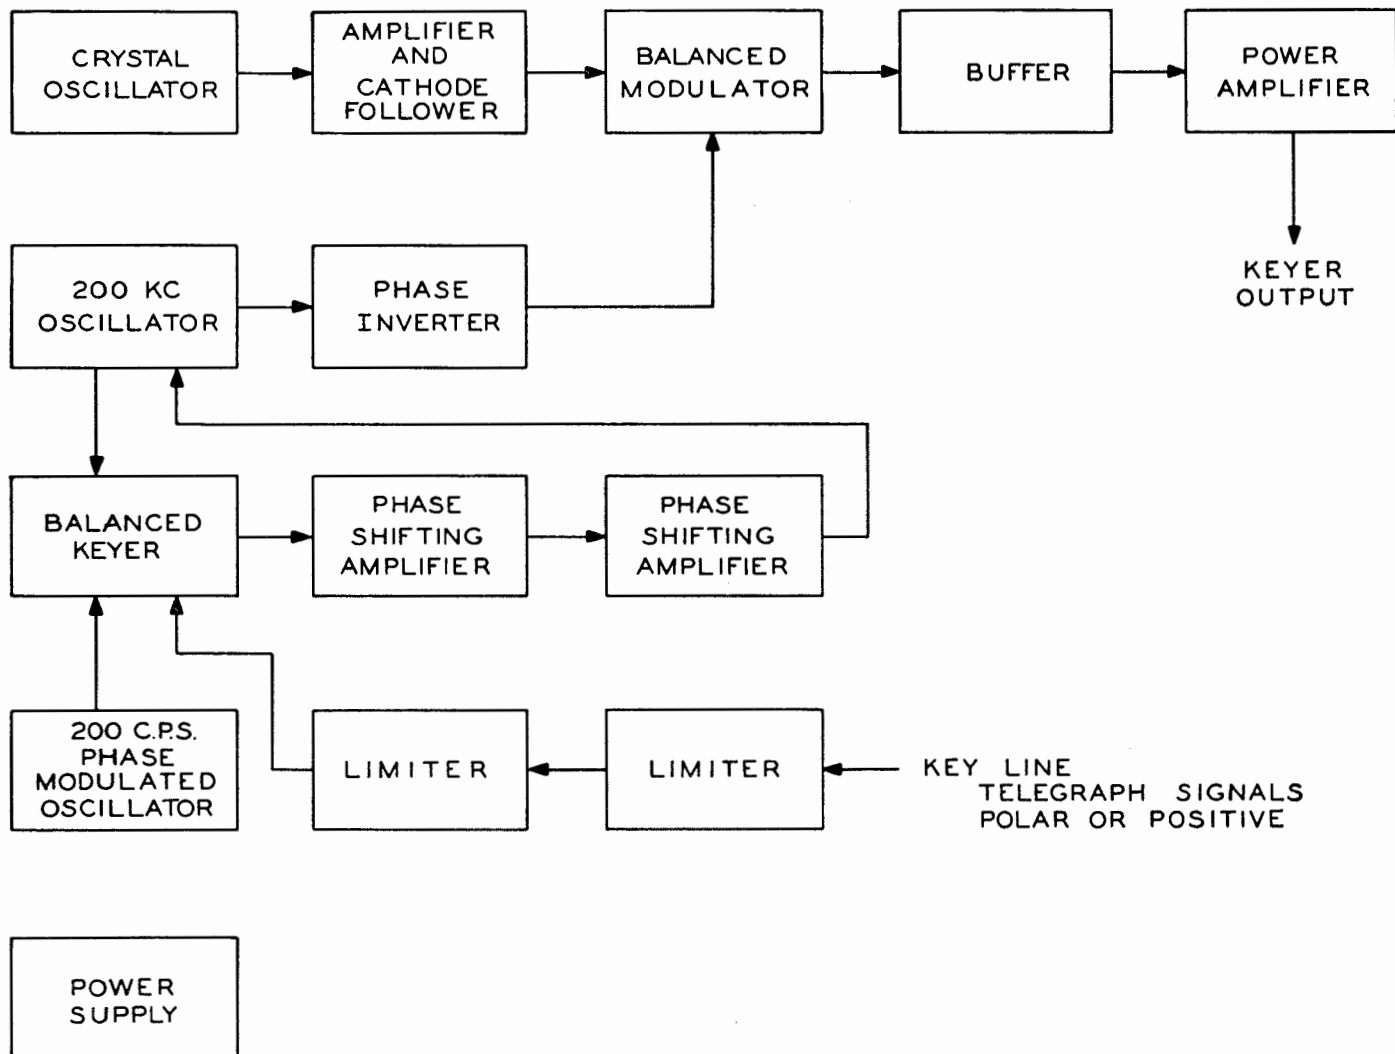 CRYSTAL
OSCILLATOR
AMPLIFIER
AND
CATHODE
FOLLOWER
BALANCED
MODULATOR
BUFFER
POWER
AMPLIFIER
KEYER
OUTPUT
200 KC
OSCILLATOR
PHASE
INVERTER
BALANCED
KEYER
PHASE
SHIFTING
AMPLIFIER
PHASE
SHIFTING
AMPLIFIER
200 C.P.S.
PHASE
MODULATED
OSCILLATOR
LIMITER
LIMITER
KEY LINE
TELEGRAPH SIGNALS
POLAR OR POSITIVE
POWER
SUPPLY